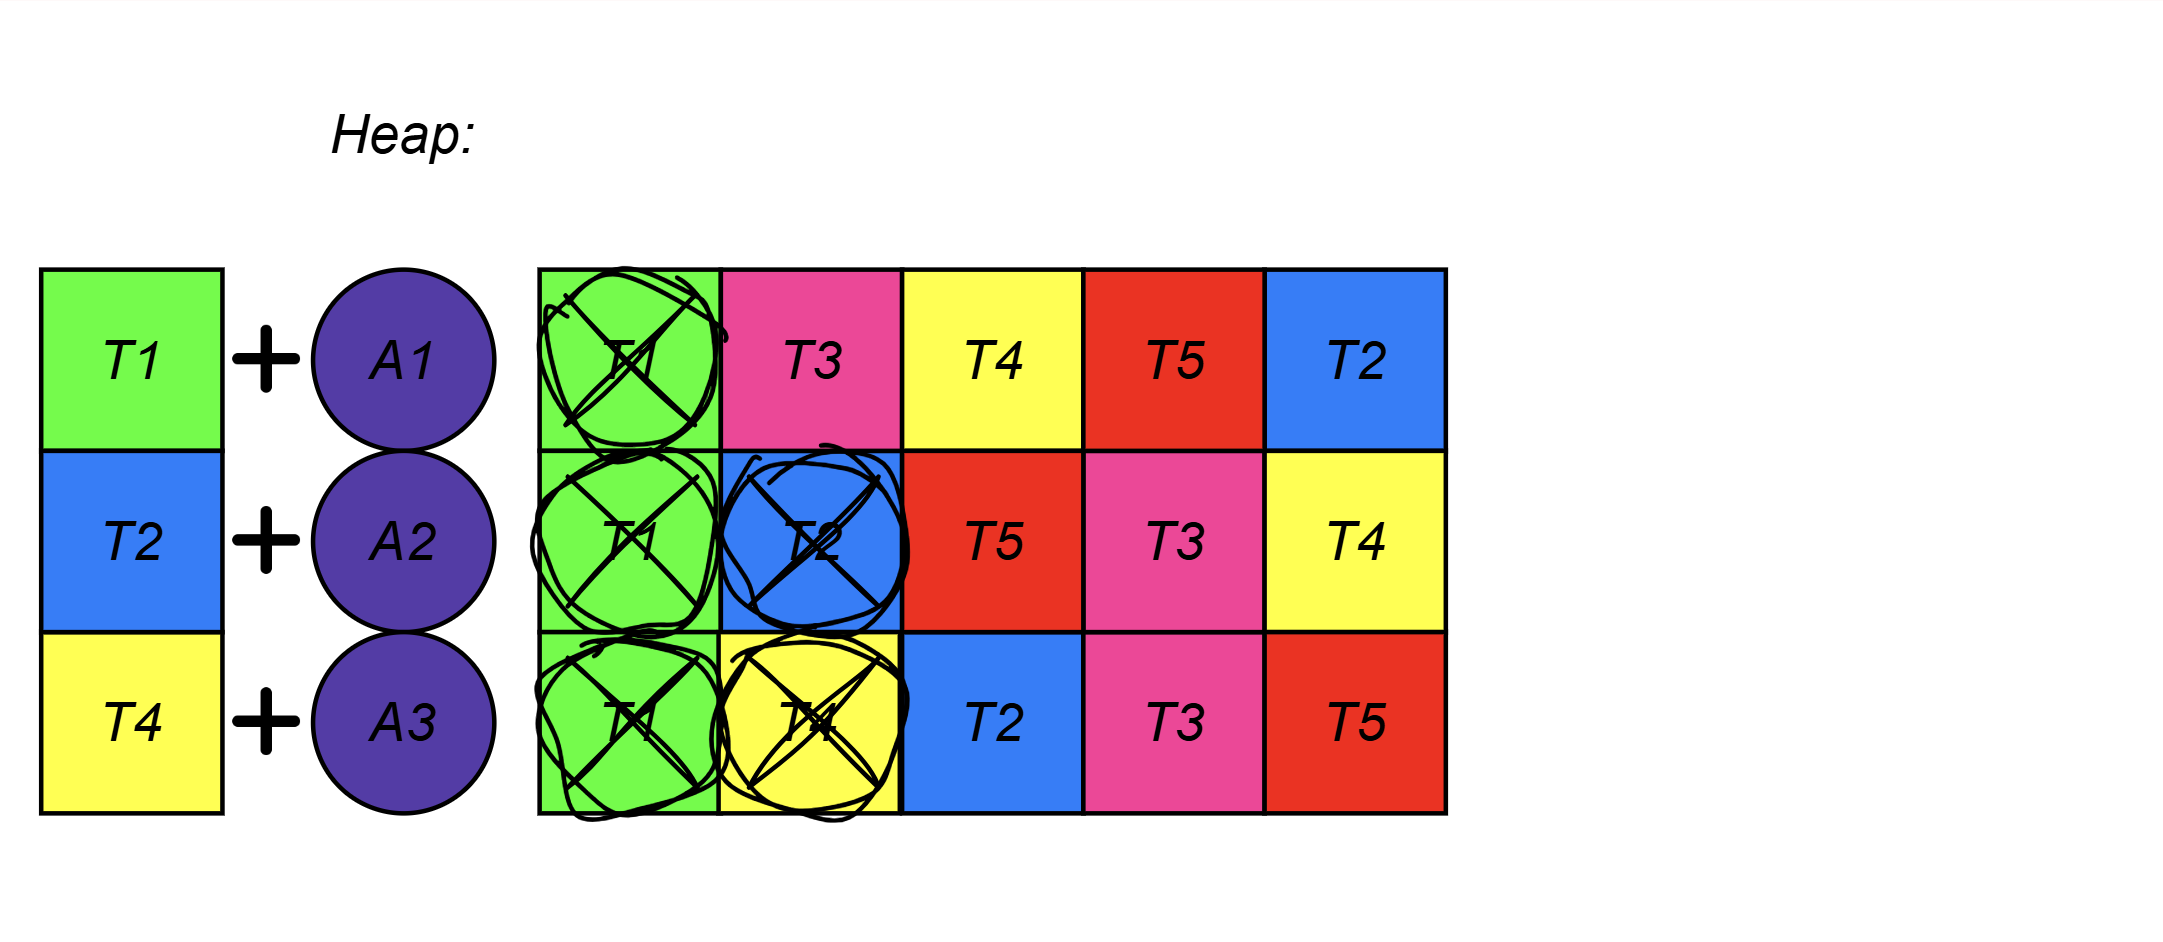 Heap:
T1 + A1 T1 T3 T4 T5 T2
T2 + A2 T1 T2 T5 T3 T4
T4 + A3 T1 T4 T2 T3 T5